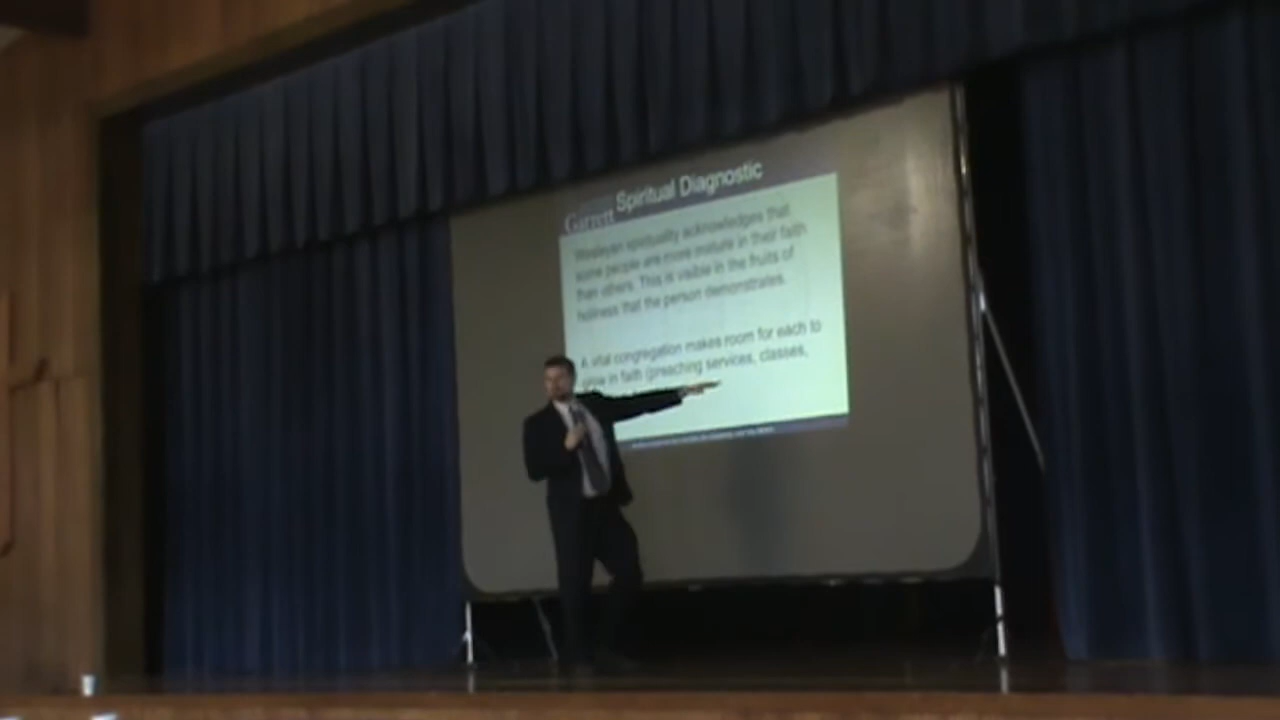 Garrett Spiritual Diagnostic
Wesleyan spirituality acknowledges that
some people are more mature in their faith
than others. This is visible in the fruits of
holiness that the person demonstrates.
A vital congregation makes room for each to
grow in faith (preaching services, classes,